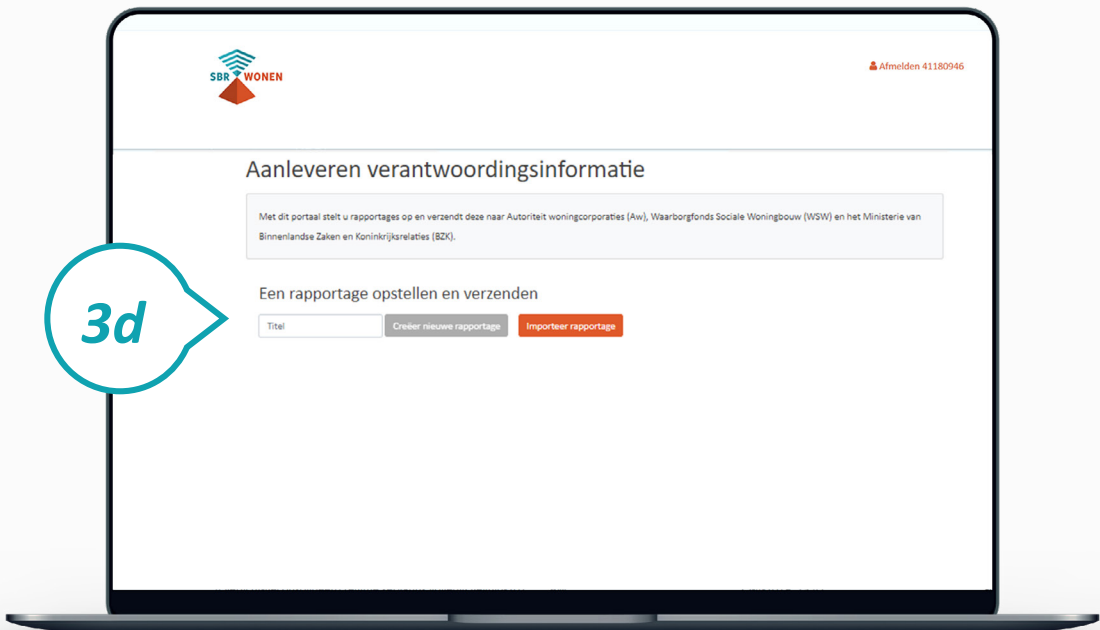 SBR WONEN
Afmelden 41180946
Aanleveren verantwoordingsinformatie
Met dit portaal stelt u rapportages op en verzendt deze naar Autoriteit woningcorporaties (Aw), Waarborgfonds Sociale Woningbouw (WSW) en het Ministerie van
Binnenlandse Zaken en Koninkrijksrelaties (BZK).
3d
Een rapportage opstellen en verzenden
Titel Creëer nieuwe rapportage Importeer rapportage